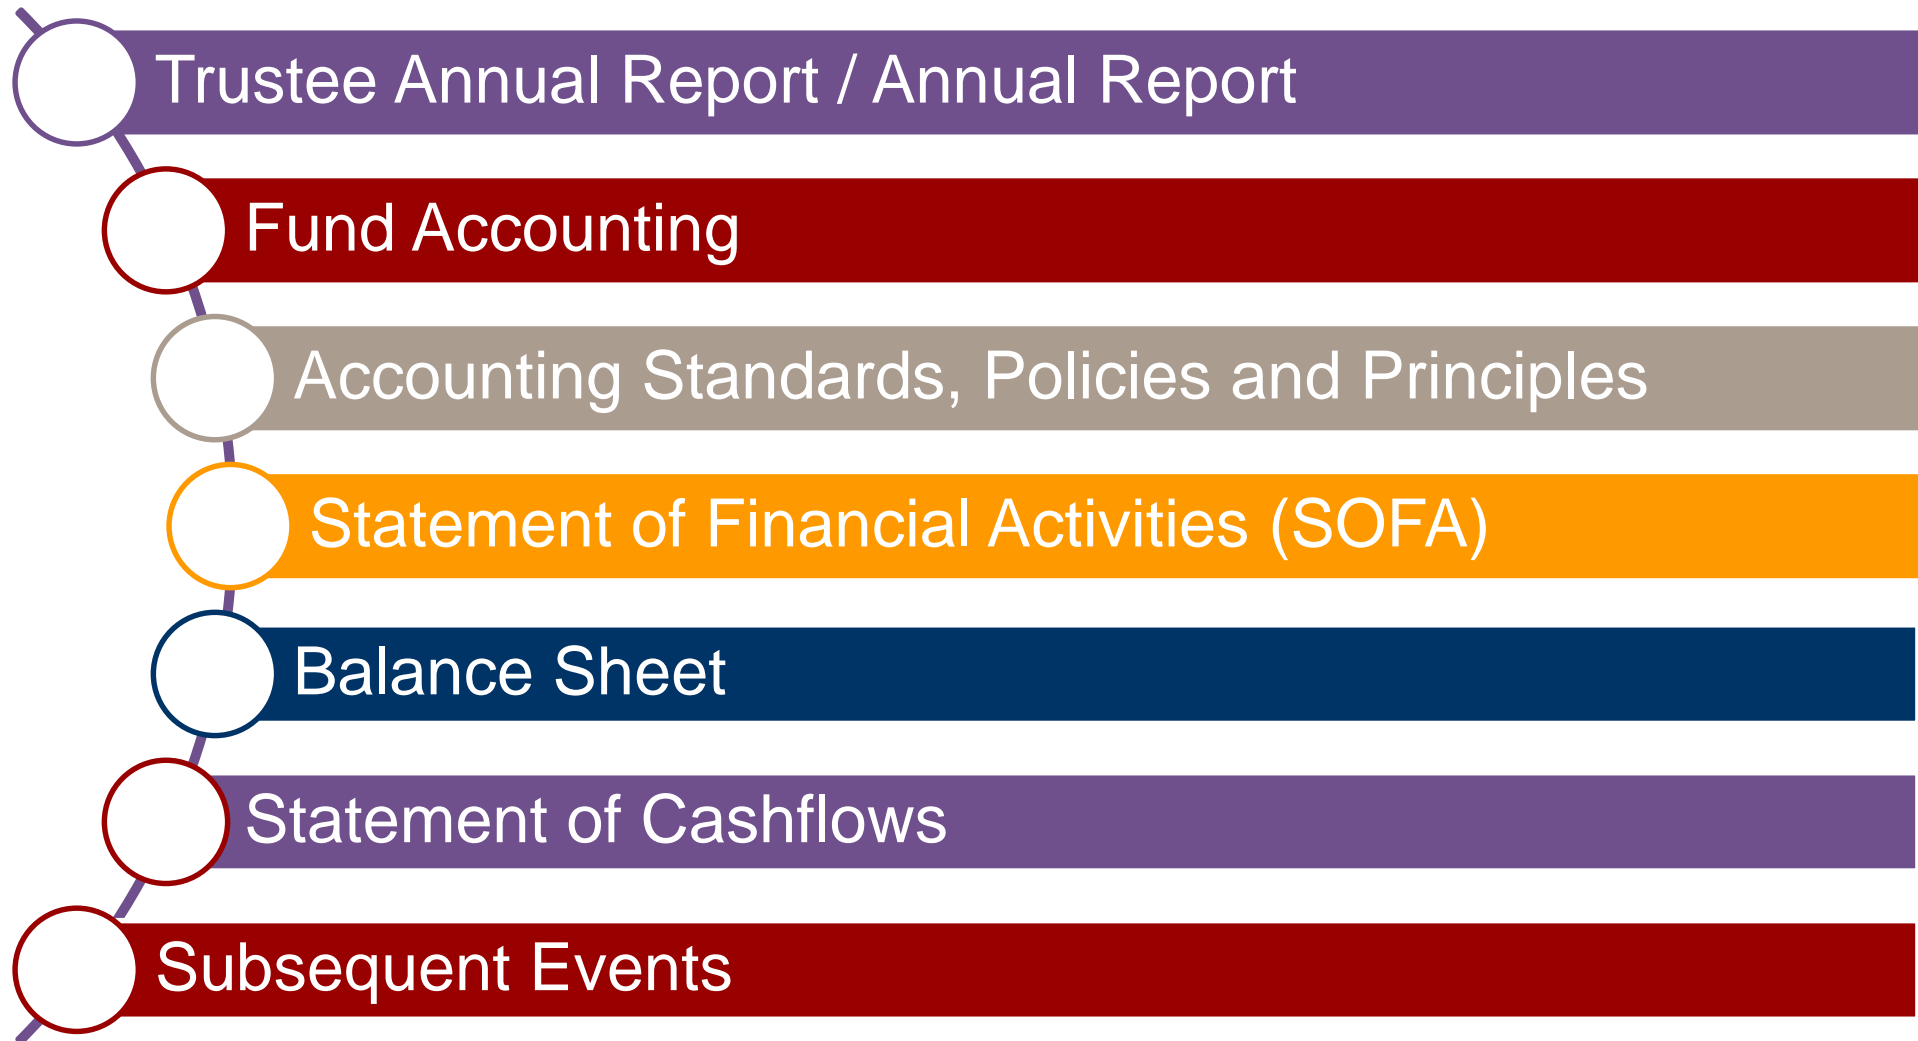 Trustee Annual Report / Annual Report
Fund Accounting
Accounting Standards, Policies and Principles
Statement of Financial Activities (SOFA)
Balance Sheet
Statement of Cashflows
Subsequent Events